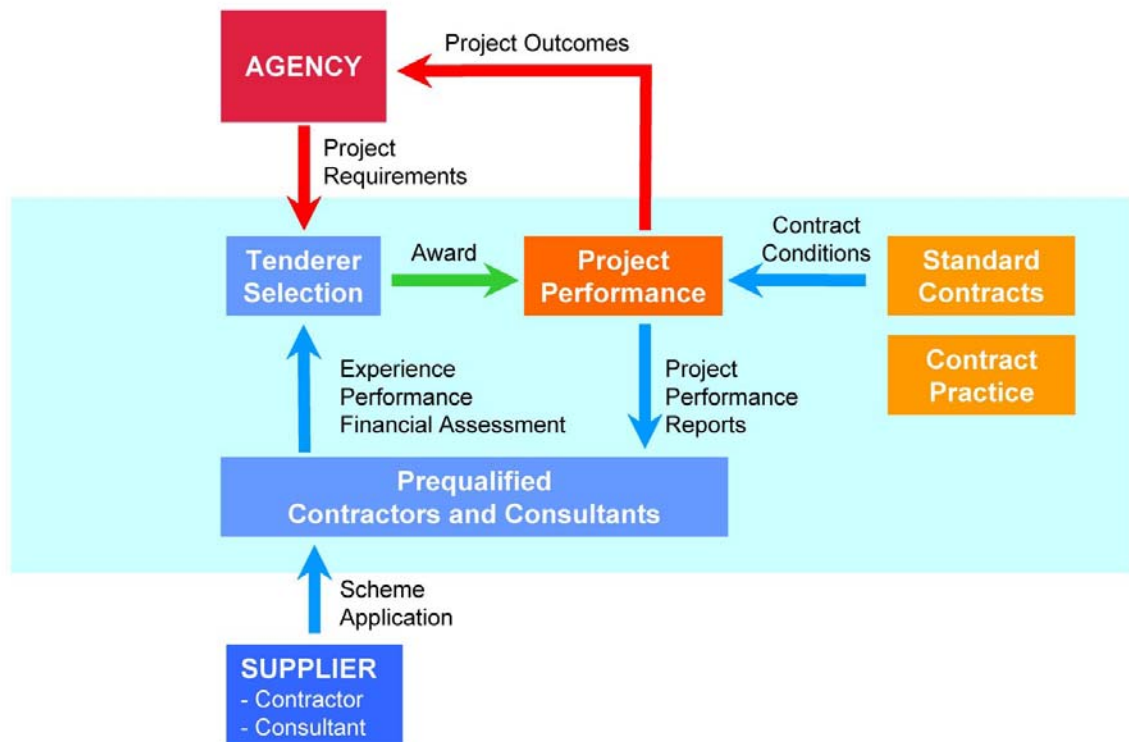 AGENCY
Project Outcomes
Project
Requirements
Tenderer
Selection
Award
Project
Performance
Contract
Conditions
Standard
Contracts
Contract
Practice
Experience
Performance
Financial Assessment
Project
Performance
Reports
Prequalified
Contractors and Consultants
Scheme
Application
SUPPLIER
- Contractor
- Consultant